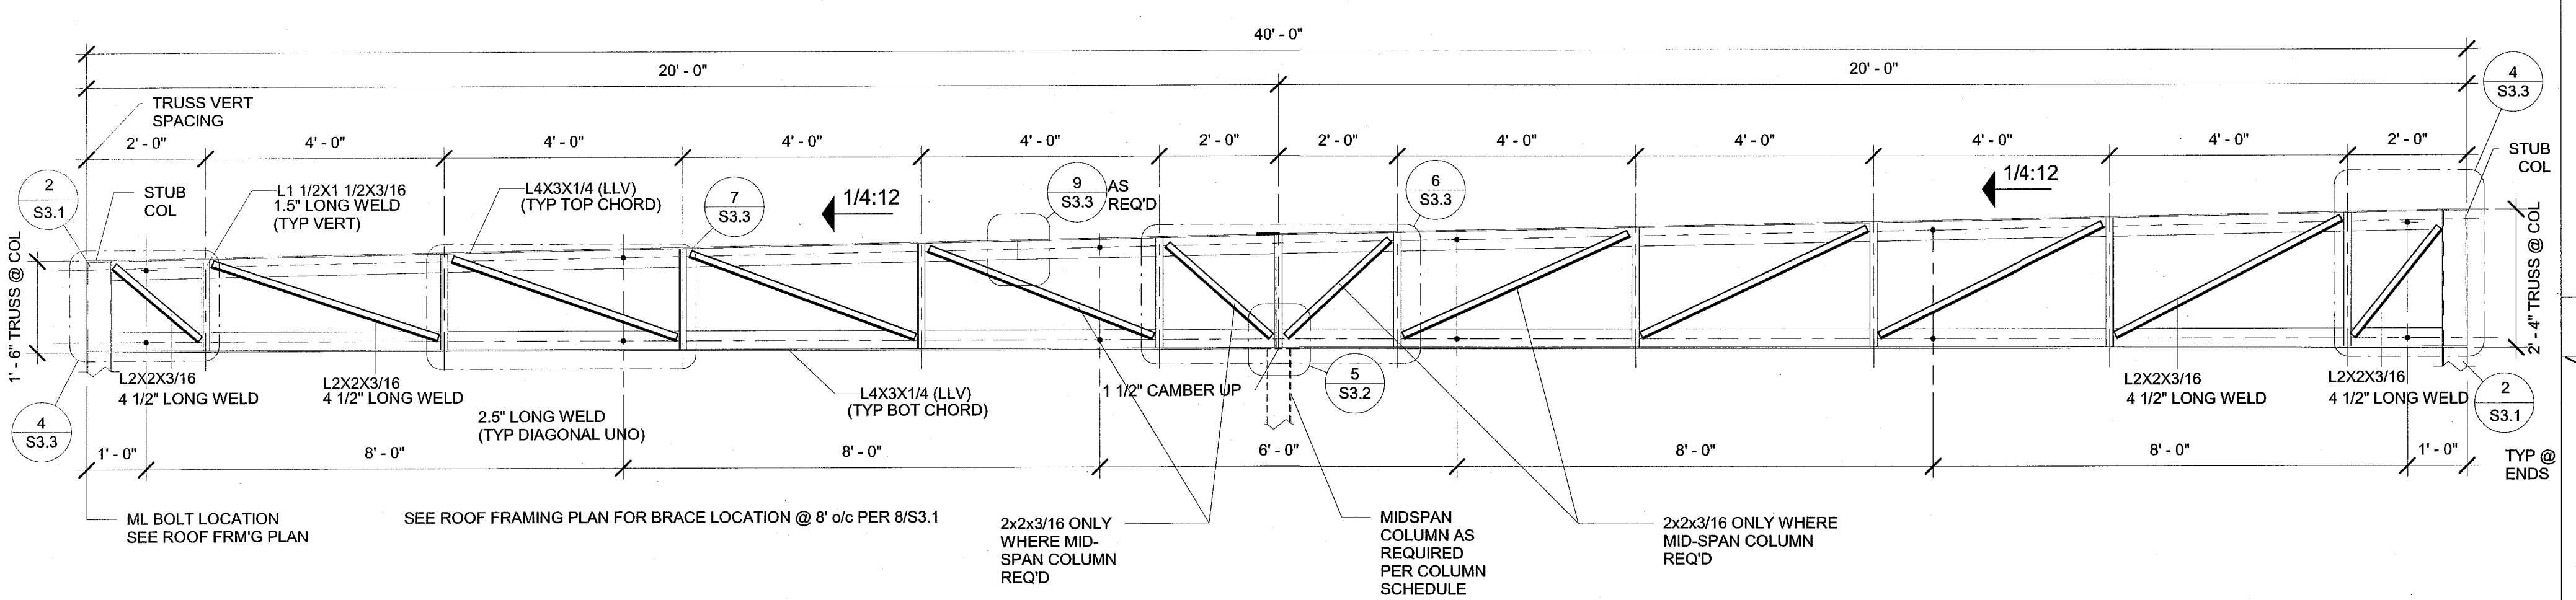 40' - 0"
20' - 0"
20' - 0"
4
S3.3
TRUSS VERT
SPACING
2' - 0"
4' - 0"
4' - 0"
4' - 0"
4' - 0"
2' - 0"
2' - 0"
4' - 0"
4' - 0"
4' - 0"
4' - 0"
2' - 0"
STUB
COL
2
S3.1
STUB
COL
L1 1/2X1 1/2X3/16
1.5" LONG WELD
(TYP VERT)
L4X3X1/4 (LLV)
(TYP TOP CHORD)
7
S3.3
1/4:12
9
S3.3
AS
REQ'D
6
S3.3
1/4:12
1' - 6" TRUSS @ COL
2' - 4" TRUSS @ COL
L2X2X3/16
4 1/2" LONG WELD
L2X2X3/16
4 1/2" LONG WELD
2.5" LONG WELD
(TYP DIAGONAL UNO)
L4X3X1/4 (LLV)
(TYP BOT CHORD)
1 1/2" CAMBER UP
5
S3.2
L2X2X3/16
4 1/2" LONG WELD
L2X2X3/16
4 1/2" LONG WELD
2
S3.1
4
S3.3
1' - 0"
8' - 0"
8' - 0"
6' - 0"
8' - 0"
8' - 0"
1' - 0"
TYP @
ENDS
ML BOLT LOCATION
SEE ROOF FRM'G PLAN
SEE ROOF FRAMING PLAN FOR BRACE LOCATION @ 8' o/c PER 8/S3.1
2x2x3/16 ONLY
WHERE MID-
SPAN COLUMN
REQ'D
MIDSPAN
COLUMN AS
REQUIRED
PER COLUMN
SCHEDULE
2x2x3/16 ONLY WHERE
MID-SPAN COLUMN
REQ'D